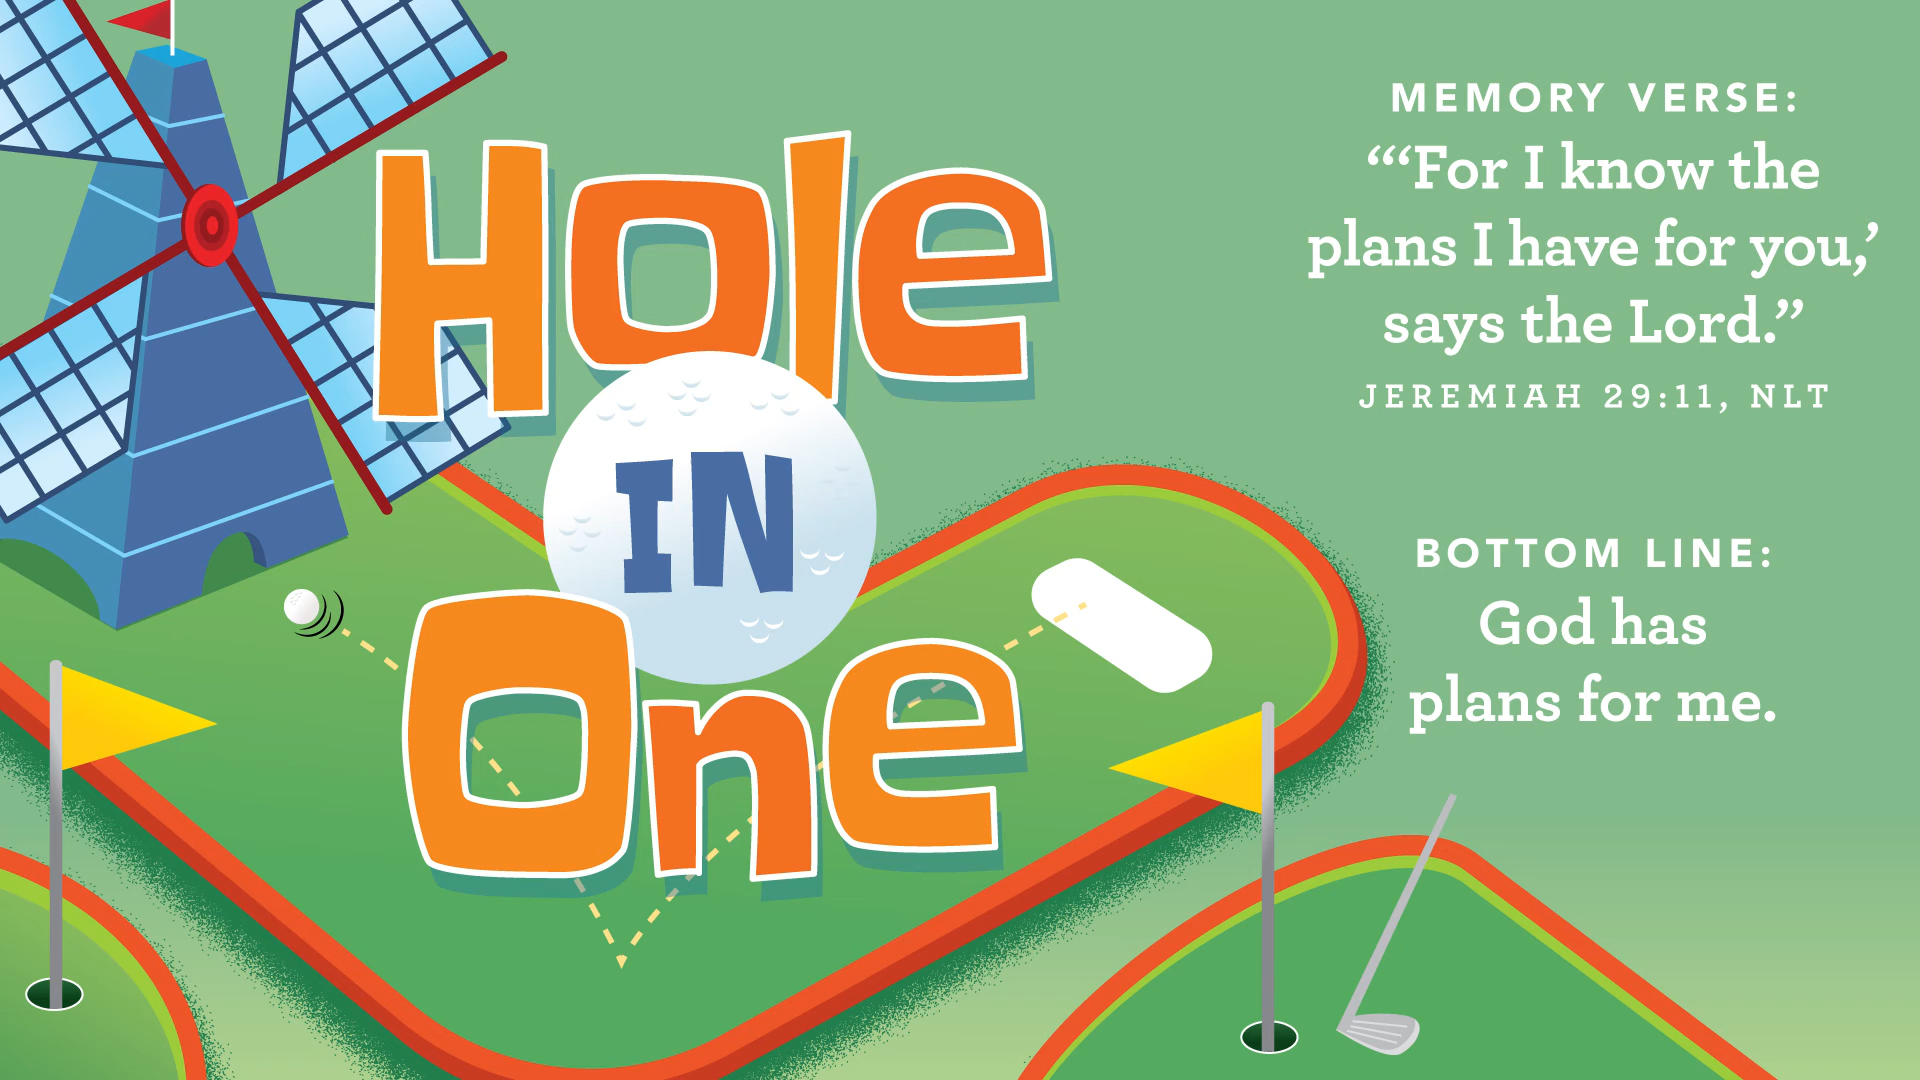 Hole
IN
One
MEMORY VERSE:
“‘For I know the
plans I have for you,’
says the Lord.”
JEREMIAH 29:11, NLT
BOTTOM LINE:
God has
plans for me.